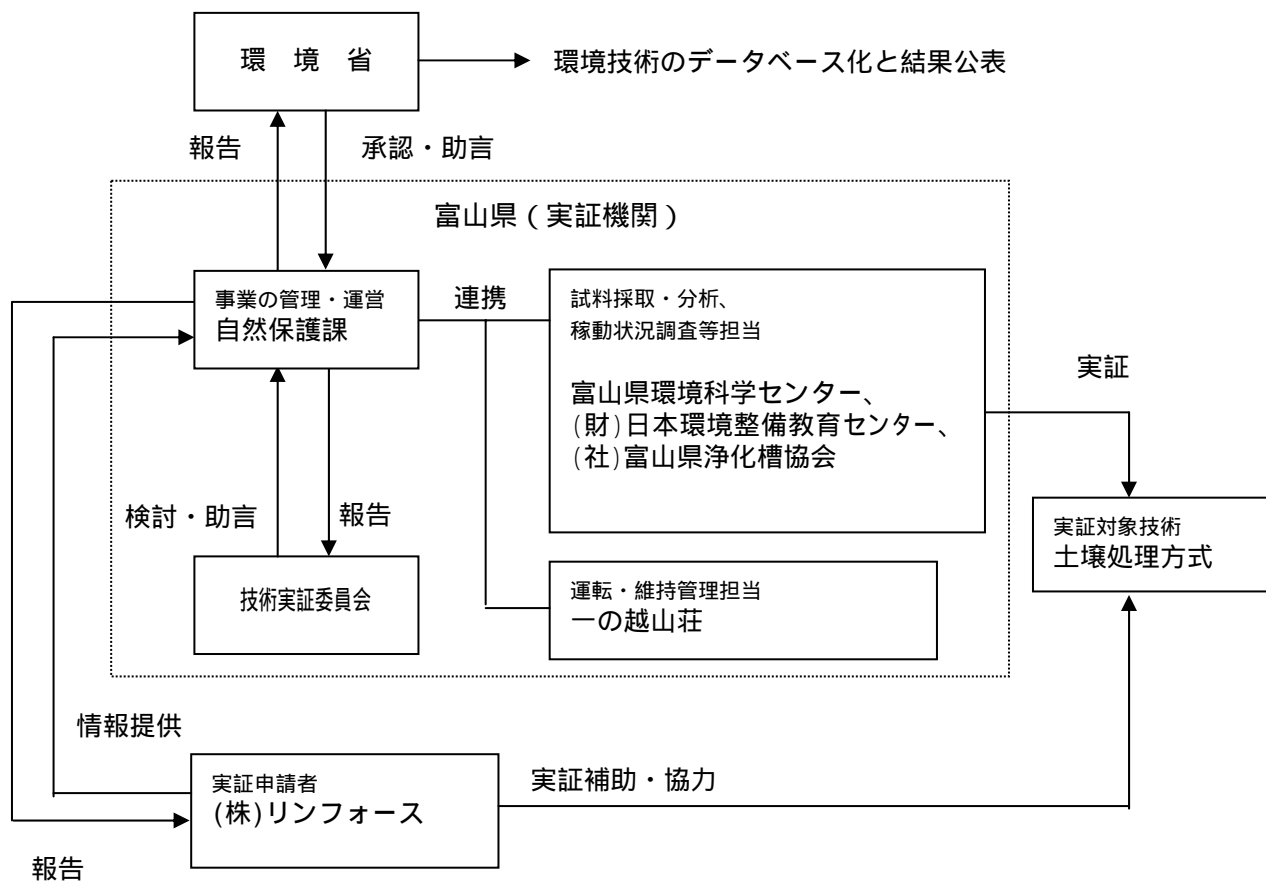 環 境 省
環境技術のデータベース化と結果公表
報告
承認・助言
富山県（実証機関）
事業の管理・運営
自然保護課
連携
試料採取・分析、
稼動状況調査等担当
富山県環境科学センター、
(財)日本環境整備教育センター、
(社)富山県浄化槽協会
実証
検討・助言
報告
技術実証委員会
運転・維持管理担当
一の越山荘
実証対象技術
土壌処理方式
情報提供
実証申請者
(株)リンフォース
実証補助・協力
報告